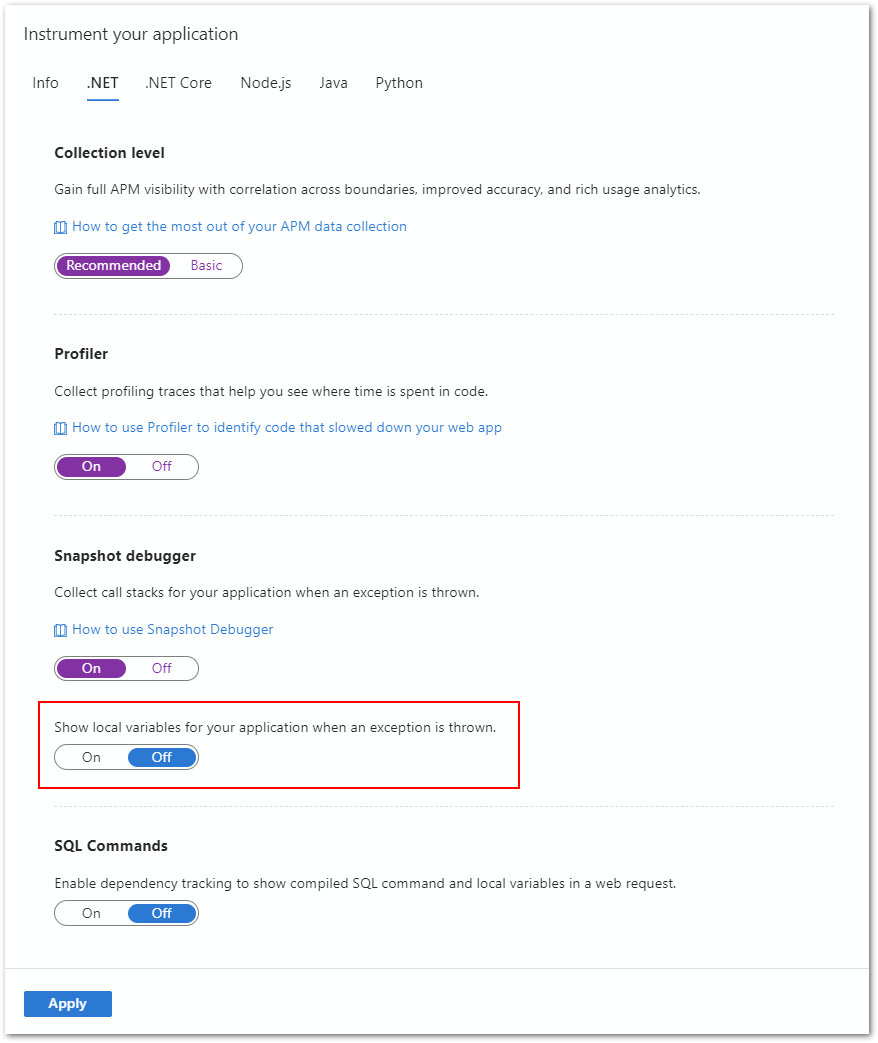 Instrument your application
Info .NET .NET Core Node.js Java Python
Collection level
Gain full APM visibility with correlation across boundaries, improved accuracy, and rich usage analytics.
How to get the most out of your APM data collection
Recommended Basic
Profiler
Collect profiling traces that help you see where time is spent in code.
How to use Profiler to identify code that slowed down your web app
On Off
Snapshot debugger
Collect call stacks for your application when an exception is thrown.
How to use Snapshot Debugger
On Off
Show local variables for your application when an exception is thrown.
On Off
SQL Commands
Enable dependency tracking to show compiled SQL command and local variables in a web request.
On Off
Apply